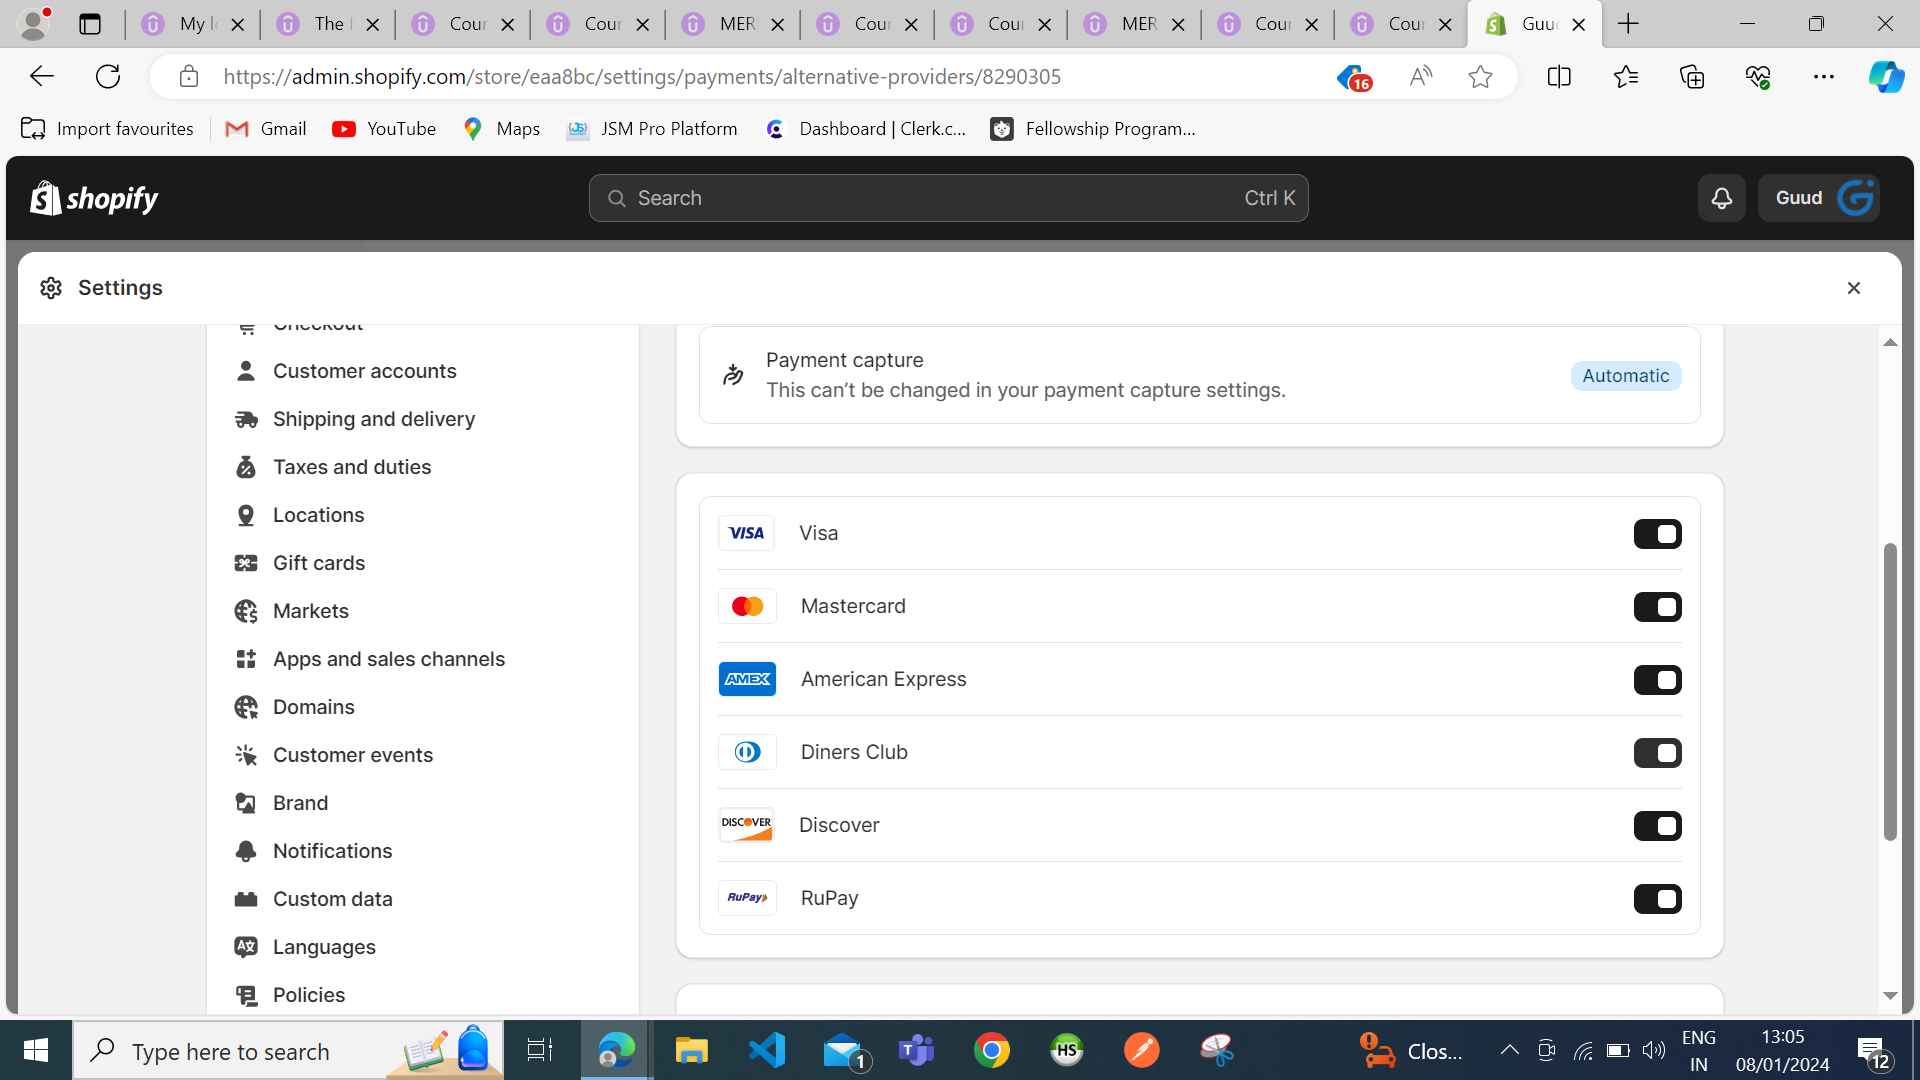 My le
The I
Cour
Cour
MER
Cour
Cour
MER
Cour
Cour
Guud
https://admin.shopify.com/store/eaa8bc/settings/payments/alternative-providers/8290305
16
Import favourites
Gmail
YouTube
Maps
JSM Pro Platform
Dashboard | Clerk.c...
Fellowship Program...
shopify
Search
Ctrl K
Guud
Settings
Checkout
Customer accounts
Shipping and delivery
Taxes and duties
Locations
Gift cards
Markets
Apps and sales channels
Domains
Customer events
Brand
Notifications
Custom data
Languages
Policies
Payment capture
This can't be changed in your payment capture settings.
Automatic
VISA Visa
Mastercard
AMEX American Express
Diners Club
DISCOVER Discover
RuPay RuPay
Type here to search
1
HS
Clos...
ENG
IN
13:05
08/01/2024
12